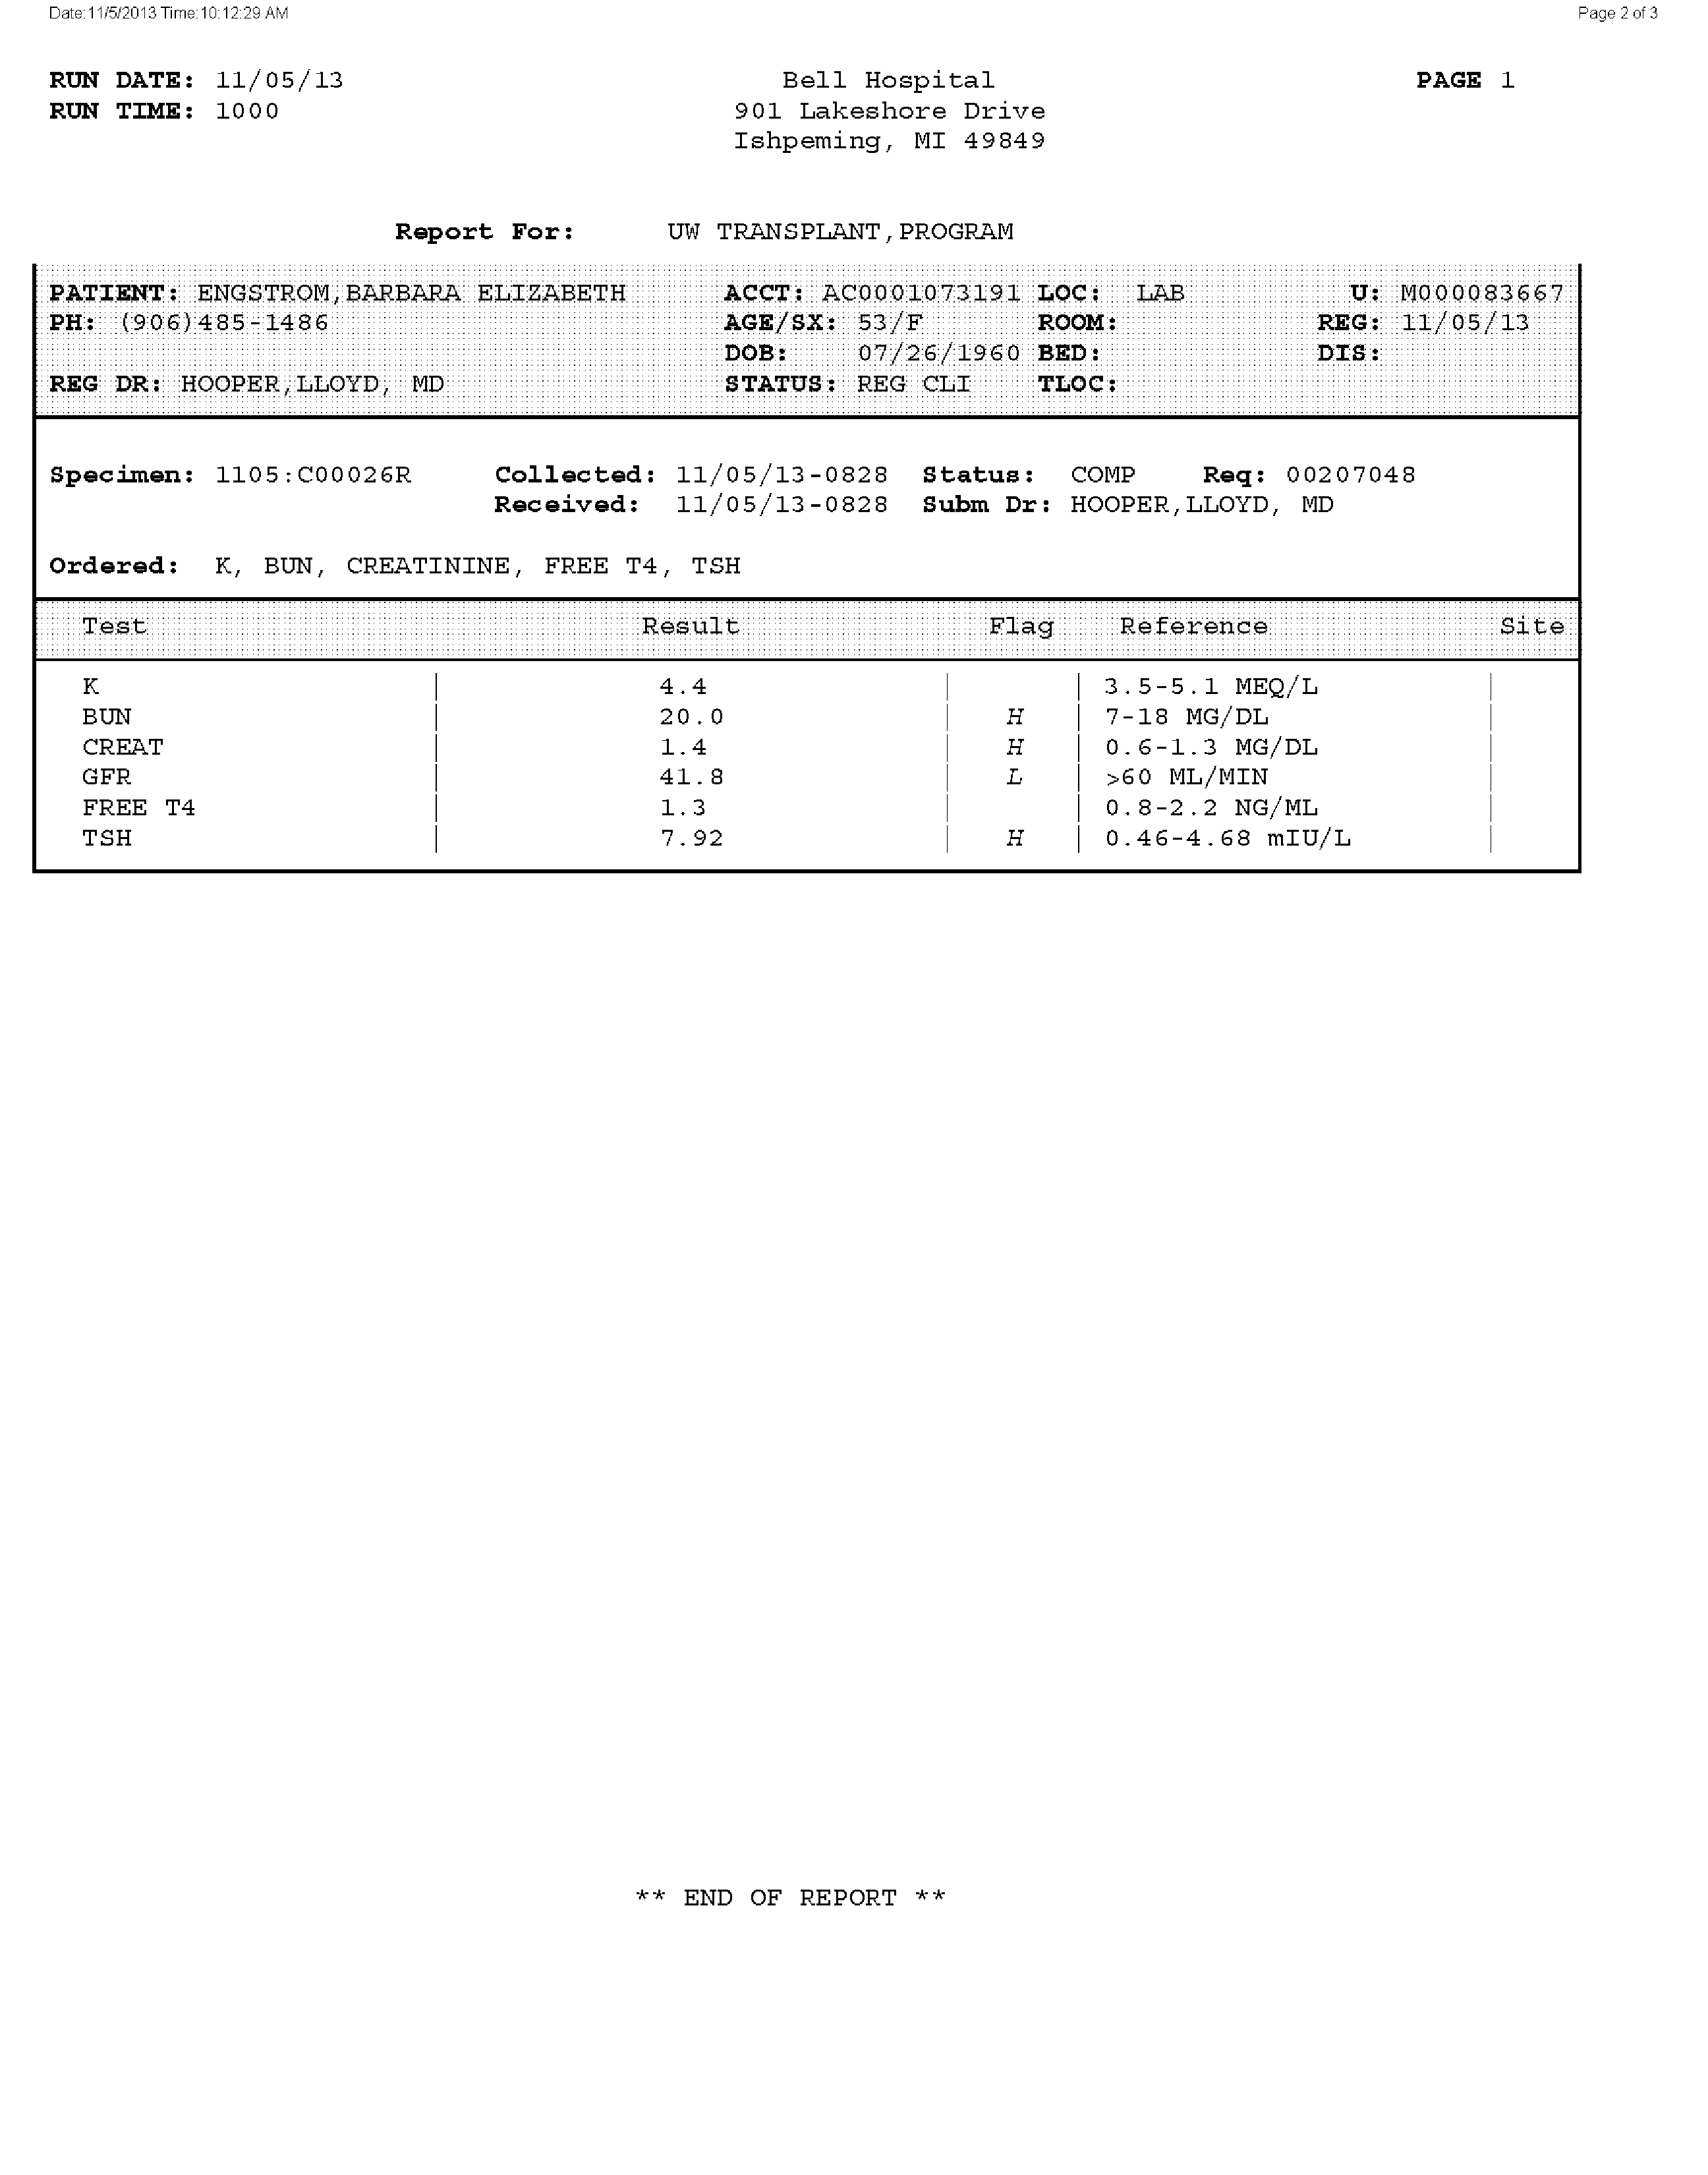 Date:11/5/2013 Time:10:12:29 AM Page 2 of 3
RUN DATE: 11/05/13 Bell Hospital PAGE 1
RUN TIME: 1000 901 Lakeshore Drive
Ishpeming, MI 49849
Report For: UW TRANSPLANT,PROGRAM
PATIENT: ENGSTROM,BARBARA ELIZABETH ACCT: AC0001073191 LOC: LAB U: M000083667
PH: (906)485-1486 AGE/SX: 53/F ROOM: REG: 11/05/13
DOB: 07/26/1960 BED: DIS:
REG DR: HOOPER,LLOYD, MD STATUS: REG CLI TLOC:
Specimen: 1105:C00026R Collected: 11/05/13-0828 Status: COMP Req: 00207048
Received: 11/05/13-0828 Subm Dr: HOOPER,LLOYD, MD
Ordered: K, BUN, CREATININE, FREE T4, TSH
Test Result Flag Reference Site
K 4.4 3.5-5.1 MEQ/L
BUN 20.0 H 7-18 MG/DL
CREAT 1.4 H 0.6-1.3 MG/DL
GFR 41.8 L >60 ML/MIN
FREE T4 1.3 0.8-2.2 NG/ML
TSH 7.92 H 0.46-4.68 mIU/L
** END OF REPORT **